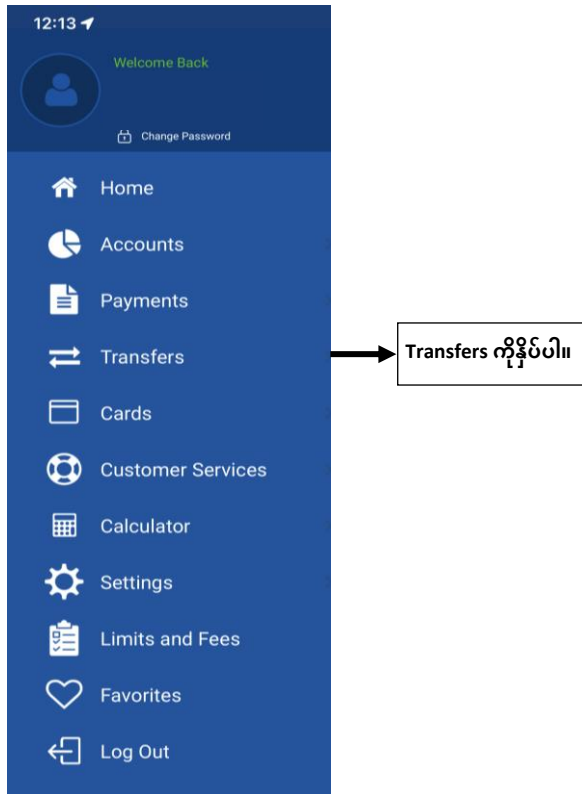 12:13
Welcome Back
Change Password
Home
Accounts
Payments
Transfers
Transfers ကိုနှိပ်ပါ။
Cards
Customer Services
Calculator
Settings
Limits and Fees
Favorites
Log Out